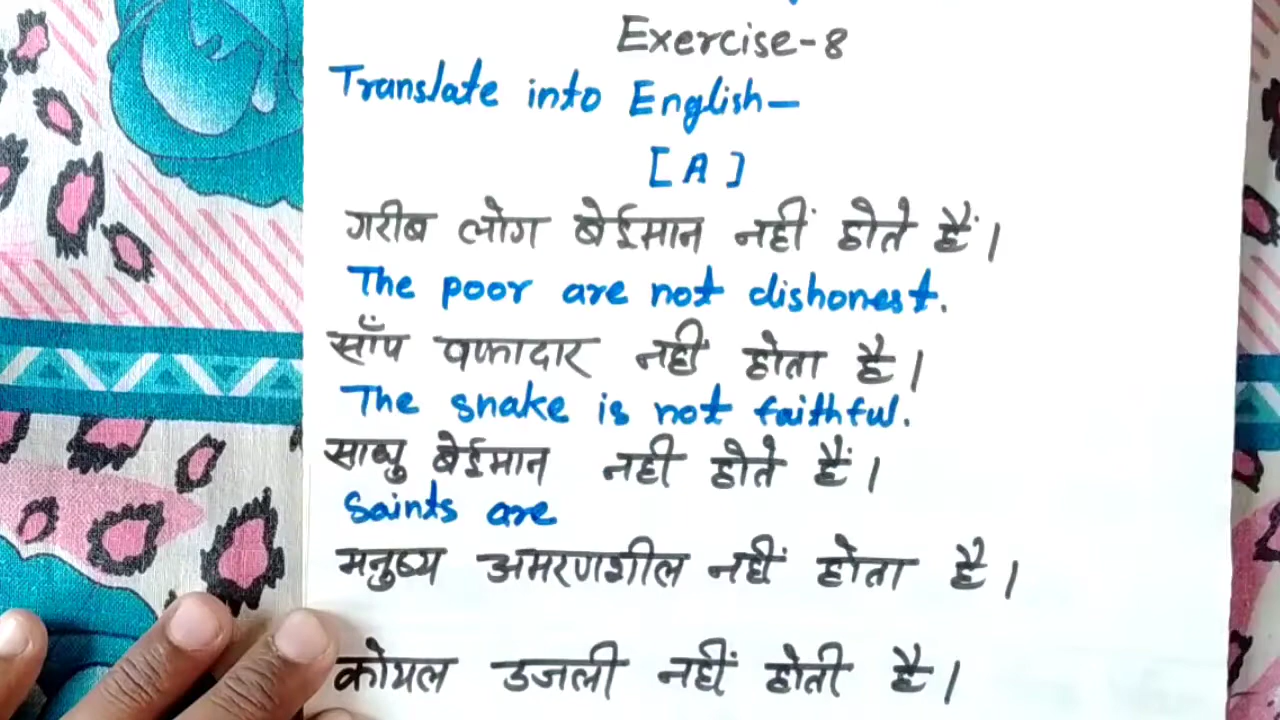 Exercise-8
Translate into English-
[A]
गरीब लोग बेईमान नहीं होते हैं।
The poor are not dishonest.
साँप वफादार नहीं होता है।
The snake is not faithful.
साधु बेईमान नही होते हैं।
Saints are
मनुष्य अमरणशील नहीं होता है।
कोयल उजली नहीं होती है।